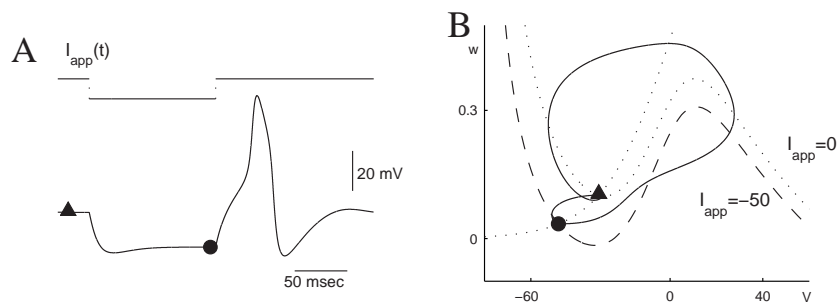 A
I_app(t)
20 mV
50 msec
B
w
0.3
0
I_app=0
I_app=−50
−60
0
40
V